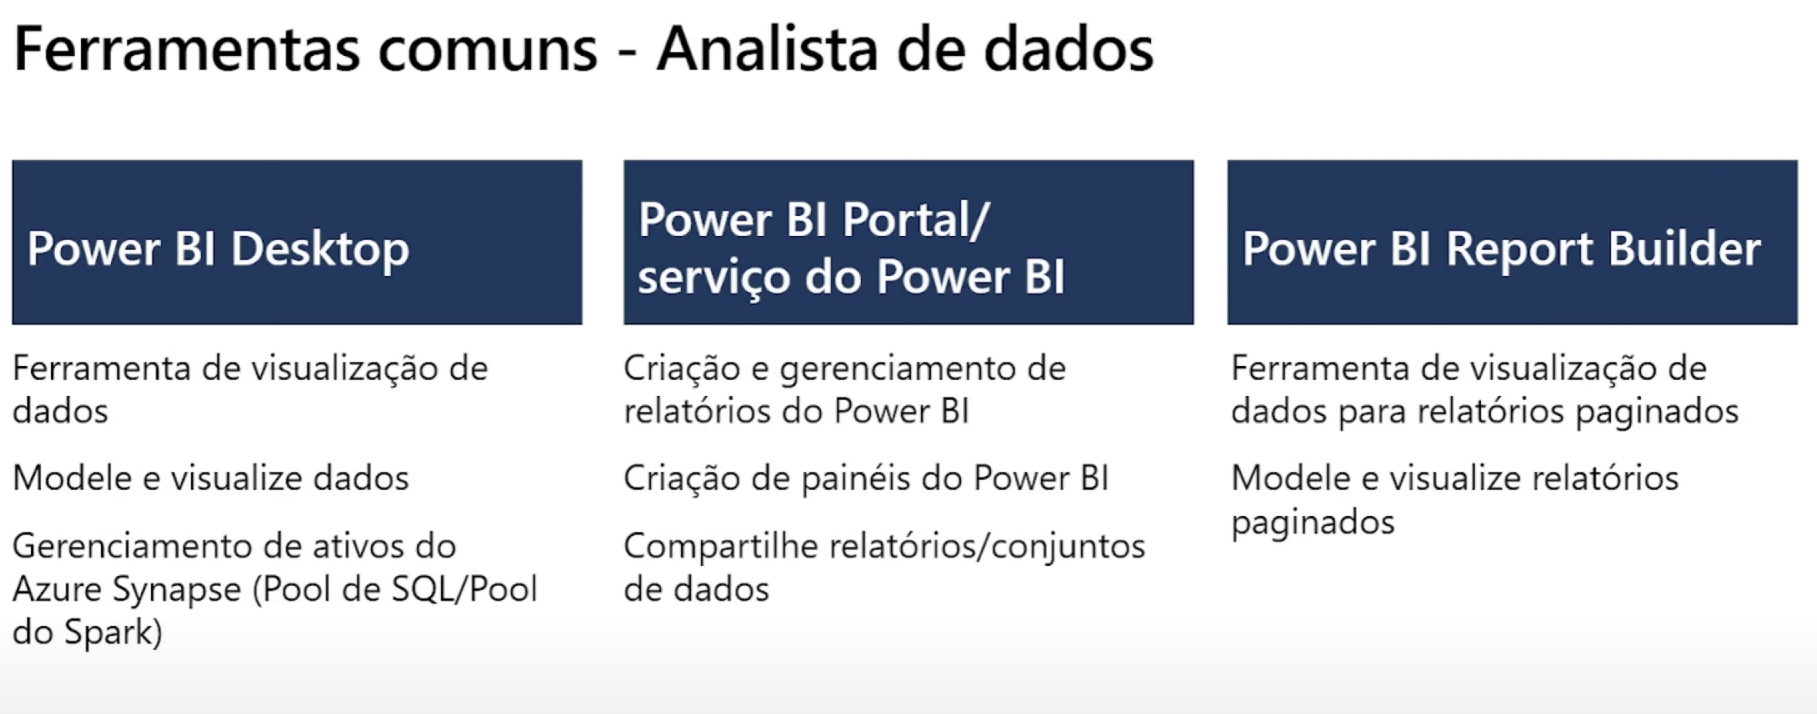 Ferramentas comuns - Analista de dados
Power BI Desktop
Ferramenta de visualização de
dados
Modele e visualize dados
Gerenciamento de ativos do
Azure Synapse (Pool de SQL/Pool
do Spark)
Power BI Portal/
serviço do Power BI
Criação e gerenciamento de
relatórios do Power BI
Criação de painéis do Power BI
Compartilhe relatórios/conjuntos
de dados
Power BI Report Builder
Ferramenta de visualização de
dados para relatórios paginados
Modele e visualize relatórios
paginados